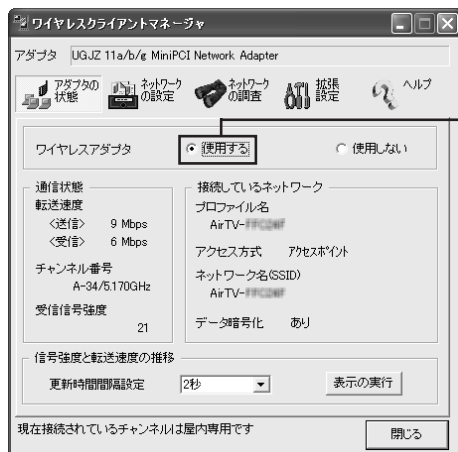 ワイヤレスクライアントマネージャ
アダプタ UGJZ 11a/b/g MiniPCI Network Adapter
アダプタの状態
ネットワークの設定
ネットワークの調査
拡張設定
ヘルプ
ワイヤレスアダプタ 使用する 使用しない
通信状態
転送速度
〈送信〉 9 Mbps
〈受信〉 6 Mbps
チャンネル番号
A-34/5.170GHz
受信信号強度
21
接続しているネットワーク
プロファイル名
AirTV-
アクセス方式 アクセスポイント
ネットワーク名(SSID)
AirTV-
データ暗号化 あり
信号強度と転送速度の推移
更新時間間隔設定 2秒 表示の実行
現在接続されているチャンネルは屋内専用です 閉じる